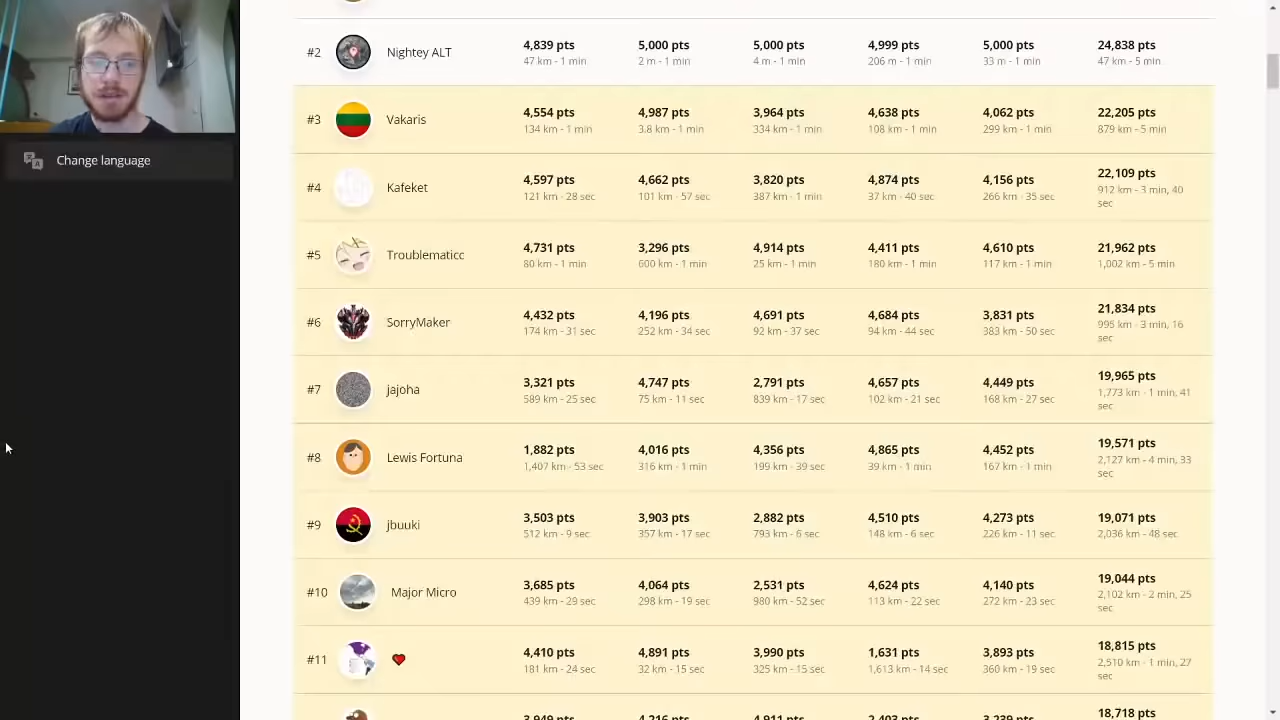 Change language
#2 Nightey ALT 4,839 pts 5,000 pts 5,000 pts 4,999 pts 5,000 pts 24,838 pts
47 km - 1 min 2 m - 1 min 4 m - 1 min 206 m - 1 min 33 m - 1 min 47 km - 5 min
#3 Vakaris 4,554 pts 4,987 pts 3,964 pts 4,638 pts 4,062 pts 22,205 pts
134 km - 1 min 3.8 km - 1 min 334 km - 1 min 108 km - 1 min 299 km - 1 min 879 km - 5 min
#4 Kafeket 4,597 pts 4,662 pts 3,820 pts 4,874 pts 4,156 pts 22,109 pts
121 km - 28 sec 101 km - 57 sec 387 km - 1 min 37 km - 40 sec 266 km - 35 sec 912 km - 3 min, 40
sec
#5 Troublematicc 4,731 pts 3,296 pts 4,914 pts 4,411 pts 4,610 pts 21,962 pts
80 km - 1 min 600 km - 1 min 25 km - 1 min 180 km - 1 min 117 km - 1 min 1,002 km - 5 min
#6 SorryMaker 4,432 pts 4,196 pts 4,691 pts 4,684 pts 3,831 pts 21,834 pts
174 km - 31 sec 252 km - 34 sec 92 km - 37 sec 94 km - 44 sec 383 km - 50 sec 995 km - 3 min, 16
sec
#7 jajoha 3,321 pts 4,747 pts 2,791 pts 4,657 pts 4,449 pts 19,965 pts
589 km - 25 sec 75 km - 11 sec 839 km - 17 sec 102 km - 21 sec 168 km - 27 sec 1,773 km - 1 min, 41
sec
#8 Lewis Fortuna 1,882 pts 4,016 pts 4,356 pts 4,865 pts 4,452 pts 19,571 pts
1,407 km - 53 sec 316 km - 1 min 199 km - 39 sec 39 km - 1 min 167 km - 1 min 2,127 km - 4 min, 33
sec
#9 jbuuki 3,503 pts 3,903 pts 2,882 pts 4,510 pts 4,273 pts 19,071 pts
512 km - 9 sec 357 km - 17 sec 793 km - 6 sec 148 km - 6 sec 226 km - 11 sec 2,036 km - 48 sec
#10 Major Micro 3,685 pts 4,064 pts 2,531 pts 4,624 pts 4,140 pts 19,044 pts
439 km - 29 sec 298 km - 19 sec 980 km - 52 sec 113 km - 22 sec 272 km - 23 sec 2,102 km - 2 min, 25
sec
#11 4,410 pts 4,891 pts 3,990 pts 1,631 pts 3,893 pts 18,815 pts
181 km - 24 sec 32 km - 15 sec 325 km - 15 sec 1,613 km - 14 sec 360 km - 19 sec 2,510 km - 1 min, 27
sec
18,718 pts